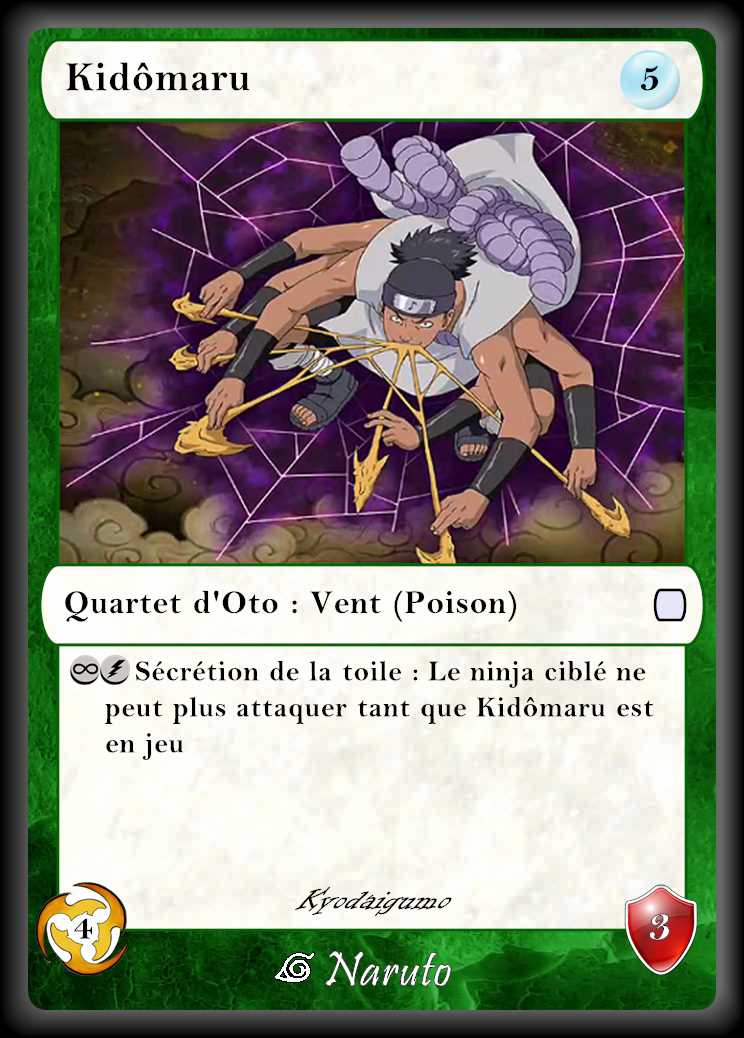 Kidômaru
5
Quartet d'Oto : Vent (Poison)
Sécrétion de la toile : Le ninja ciblé ne
peut plus attaquer tant que Kidômaru est
en jeu
Kyodaigumo
4
3
Naruto